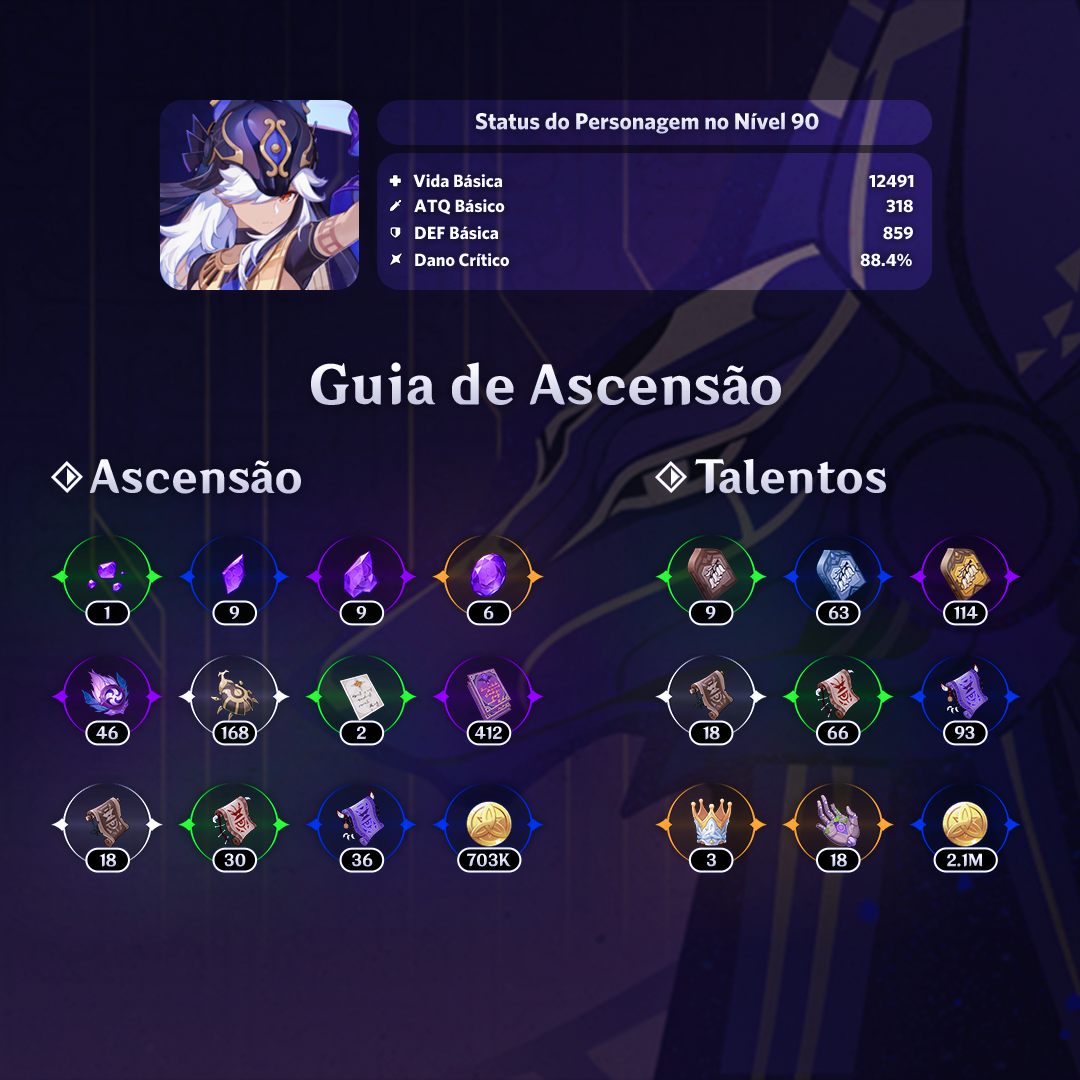 Status do Personagem no Nível 90
Vida Básica 12491
ATQ Básico 318
DEF Básica 859
Dano Crítico 88.4%
Guia de Ascensão
Ascensão
Talentos
1 9 9 6
9 63 114
46 168 2 412
18 66 93
18 30 36 703K
3 18 2.1M